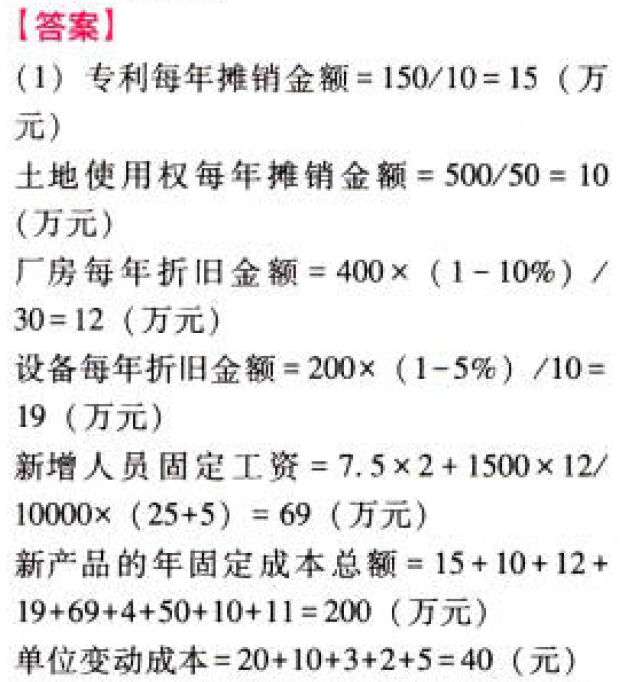 【答案】
(1) 专利每年摊销金额=150/10=15（万
元）
土地使用权每年摊销金额=500/50=10
（万元）
厂房每年折旧金额=400×（1-10%）/
30=12（万元）
设备每年折旧金额=200×（1-5%）/10=
19（万元）
新增人员固定工资=7.5×2+1500×12/
10000×（25+5）=69（万元）
新产品的年固定成本总额=15+10+12+
19+69+4+50+10+11=200（万元）
单位变动成本=20+10+3+2+5=40（元）